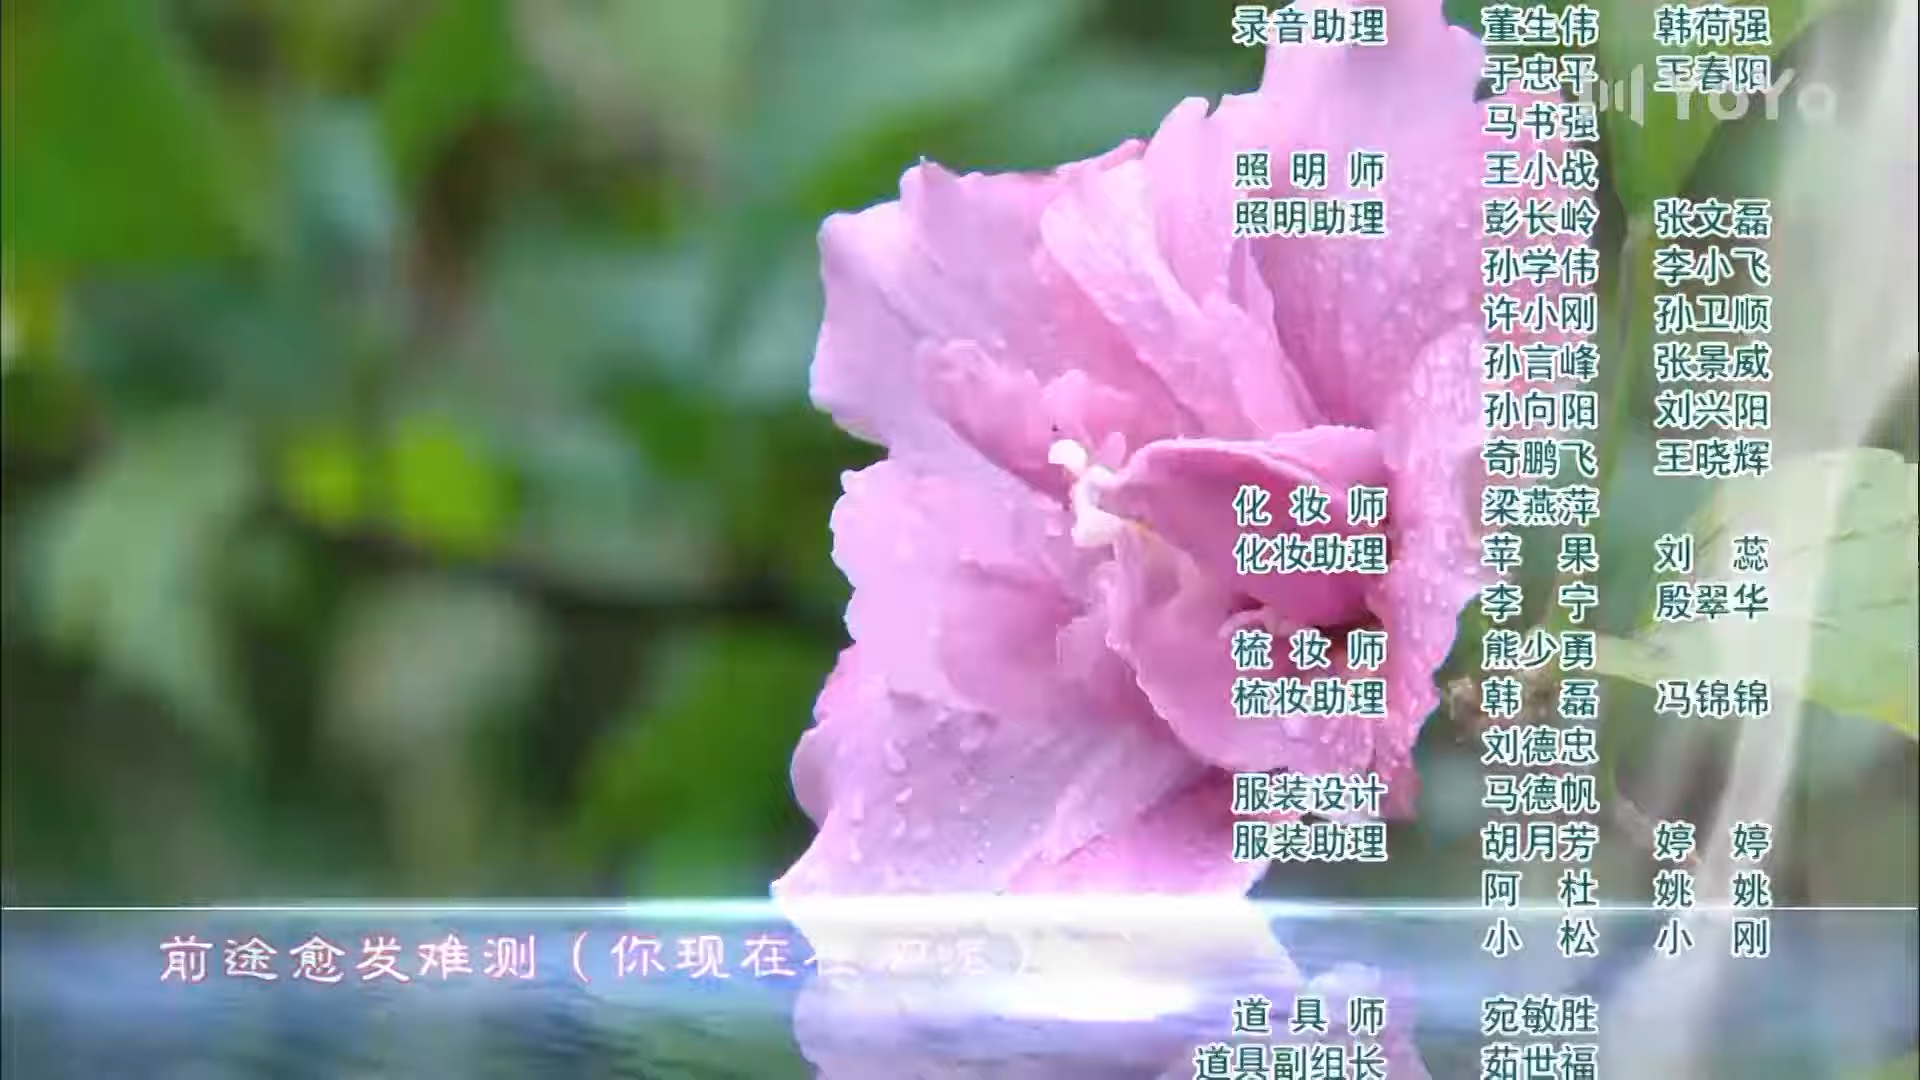 录音助理 董生伟 韩荷强
于忠平 王春阳
YoYo
马书强
照明师 王小战
照明助理 彭长岭 张文磊
孙学伟 李小飞
许小刚 孙卫顺
孙言峰 张景威
孙向阳 刘兴阳
奇鹏飞 王晓辉
化妆师 梁燕萍
化妆助理 苹果 刘蕊
李宁 殷翠华
梳妆师 熊少勇
梳妆助理 韩磊 冯锦锦
刘德忠
服装设计 马德帆
服装助理 胡月芳 婷婷
阿杜 姚姚
小松 小刚
前途愈发难测（你现在在 ）
道具师 宛敏胜
道具副组长 茹世福